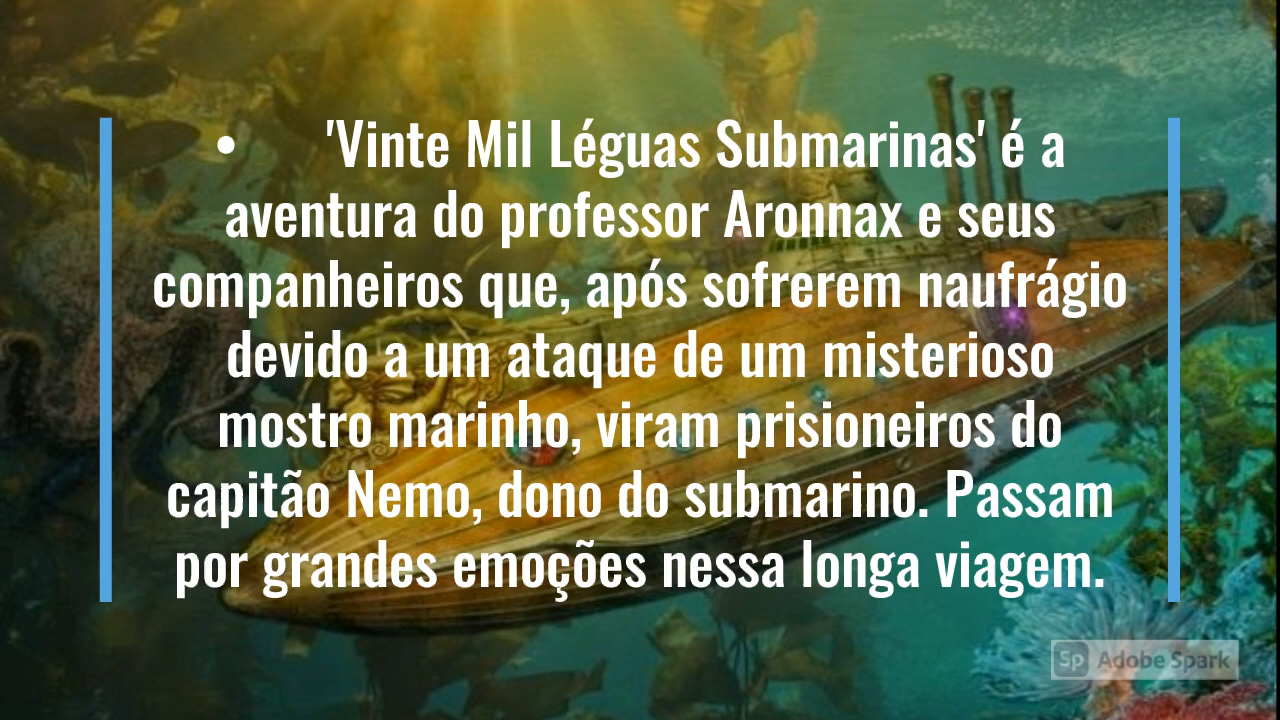 • 'Vinte Mil Léguas Submarinas' é a
aventura do professor Aronnax e seus
companheiros que, após sofrerem naufrágio
devido a um ataque de um misterioso
mostro marinho, viram prisioneiros do
capitão Nemo, dono do submarino. Passam
por grandes emoções nessa longa viagem.
Sp Adobe Spark